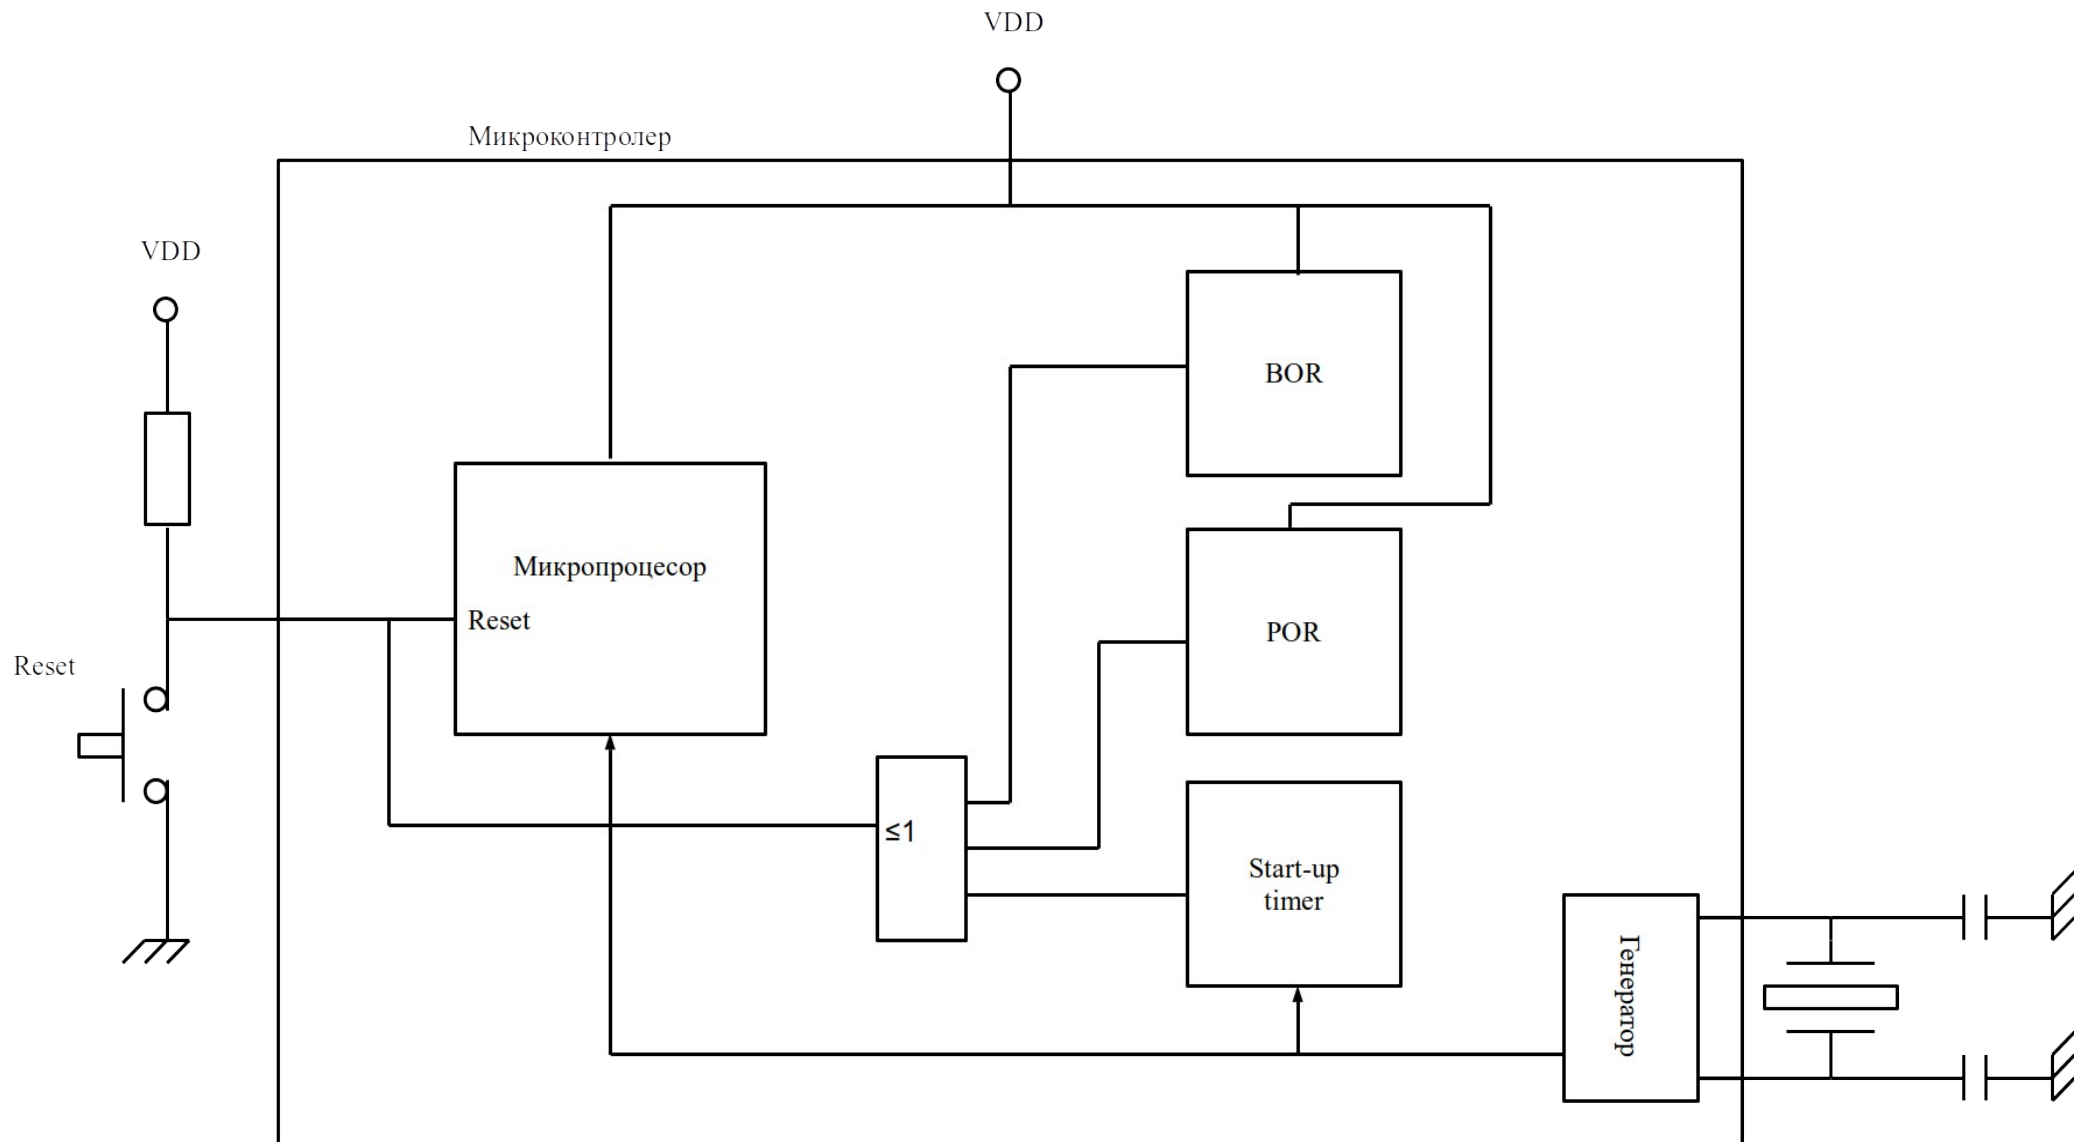 VDD
Микроконтролер
VDD
BOR
Микропроцесор
Reset
POR
Reset
≤1
Start-up
timer
Генератор